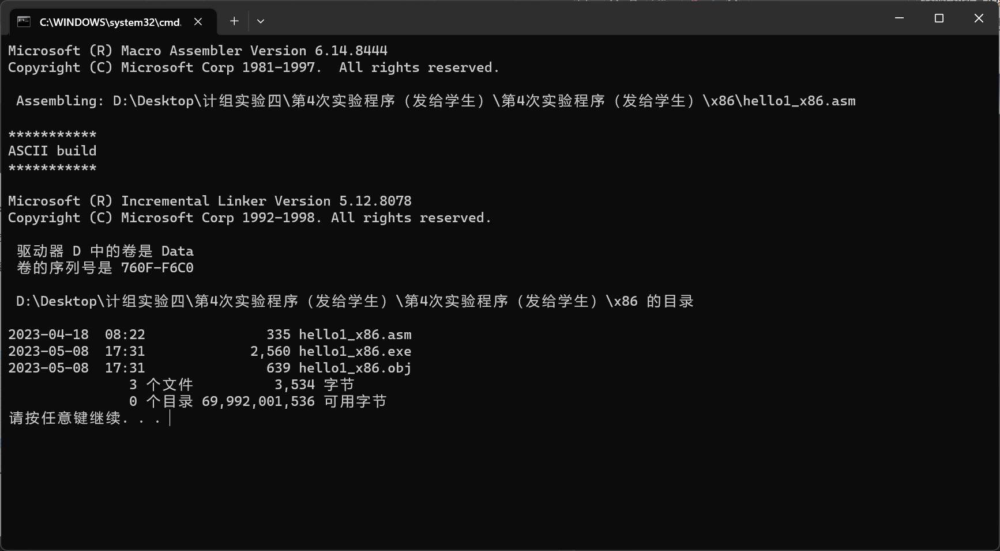 C:\WINDOWS\system32\cmd.
Microsoft (R) Macro Assembler Version 6.14.8444
Copyright (C) Microsoft Corp 1981-1997.  All rights reserved.
Assembling: D:\Desktop\计组实验四\第4次实验程序（发给学生）\第4次实验程序（发给学生）\x86\hello1_x86.asm
***********
ASCII build
***********
Microsoft (R) Incremental Linker Version 5.12.8078
Copyright (C) Microsoft Corp 1992-1998. All rights reserved.
驱动器 D 中的卷是 Data
卷的序列号是 760F-F6C0
D:\Desktop\计组实验四\第4次实验程序（发给学生）\第4次实验程序（发给学生）\x86 的目录
2023-04-18  08:22               335 hello1_x86.asm
2023-05-08  17:31             2,560 hello1_x86.exe
2023-05-08  17:31               639 hello1_x86.obj
3 个文件          3,534 字节
0 个目录 69,992,001,536 可用字节
请按任意键继续. . .